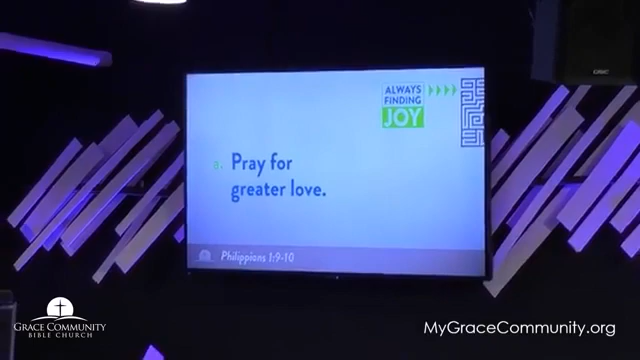 ALWAYS
FINDING
JOY
a. Pray for
greater love.
Philippians 1:9-10
GRACE COMMUNITY
BIBLE CHURCH
MyGraceCommunity.org